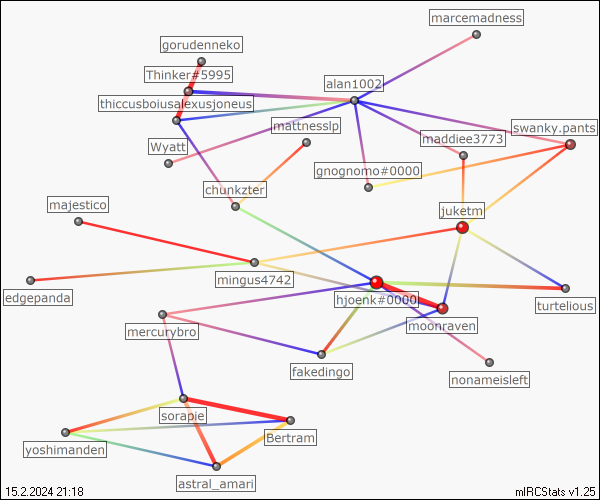 marcemadness
gorudenneko
Thinker#5995
alan1002
thiccusboiusalexusjoneus
mattnesslp
swanky.pants
maddiee3773
Wyatt
gnognomo#0000
chunkzter
majestico
juketm
mingus4742
edgepanda
hjoenk#0000
turtelious
moonraven
mercurybro
fakedingo
nonameisleft
sorapie
Bertram
yoshimanden
astral_amari
15.2.2024 21:18
mIRCStats v1.25